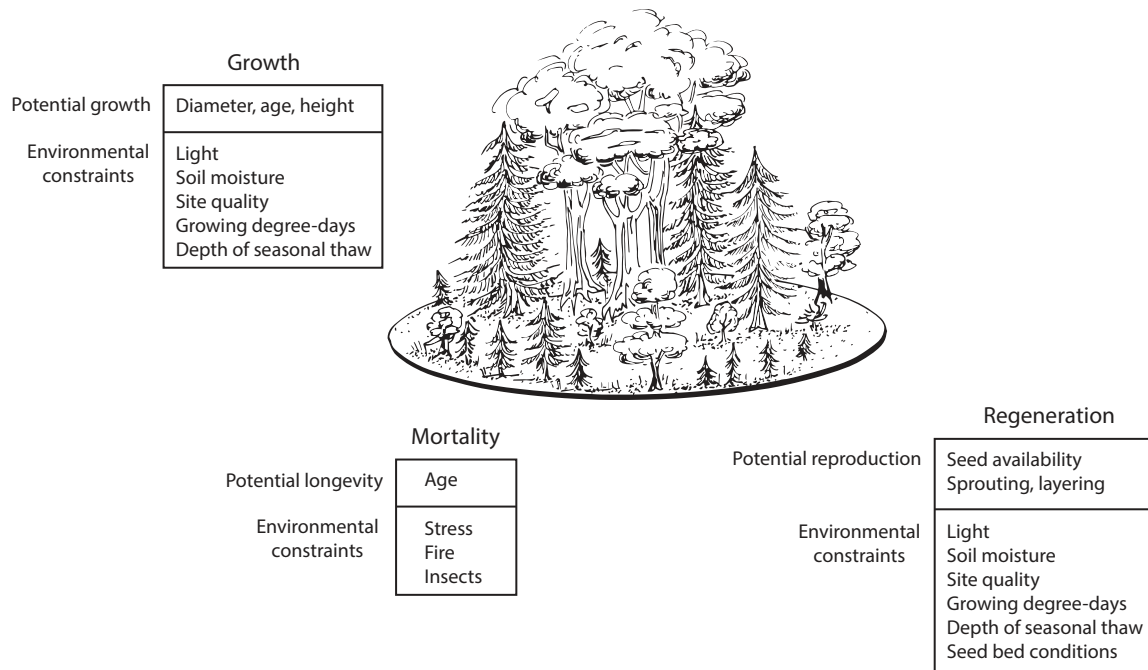 Growth
Potential growth
Diameter, age, height
Environmental
constraints
Light
Soil moisture
Site quality
Growing degree-days
Depth of seasonal thaw
Mortality
Potential longevity
Age
Environmental
constraints
Stress
Fire
Insects
Regeneration
Potential reproduction
Seed availability
Sprouting, layering
Environmental
constraints
Light
Soil moisture
Site quality
Growing degree-days
Depth of seasonal thaw
Seed bed conditions